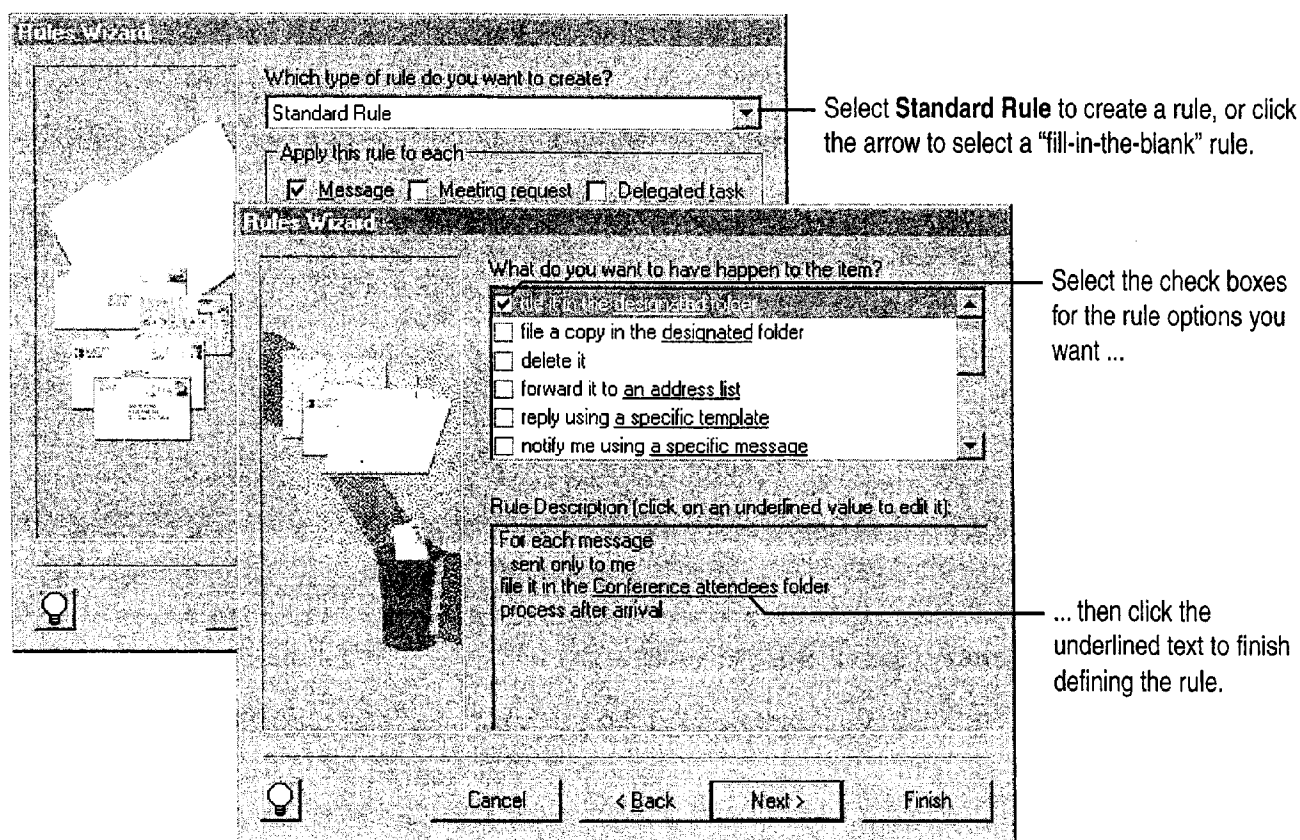 Rules Wizard
Which type of rule do you want to create?
Standard Rule
Apply this rule to each
Message Meeting request Delegated task
Select Standard Rule to create a rule, or click
the arrow to select a "fill-in-the-blank" rule.
Rules Wizard
What do you want to have happen to the item?
file it in the designated folder
file a copy in the designated folder
delete it
forward it to an address list
reply using a specific template
notify me using a specific message
Select the check boxes
for the rule options you
want ...
Rule Description (click on an underlined value to edit it):
For each message
sent only to me
file it in the Conference attendees folder
process after arrival
... then click the
underlined text to finish
defining the rule.
Cancel < Back Next > Finish